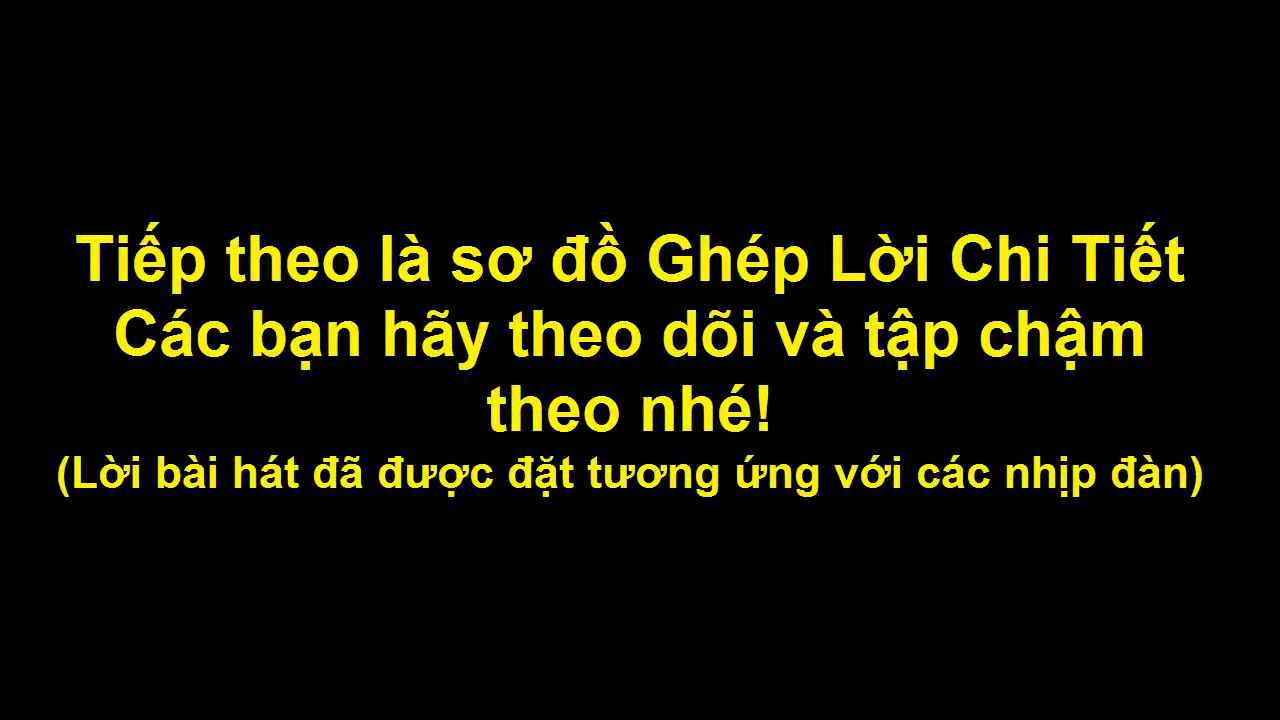 Tiếp theo là sơ đồ Ghép Lời Chi Tiết
Các bạn hãy theo dõi và tập chậm
theo nhé!
(Lời bài hát đã được đặt tương ứng với các nhịp đàn)